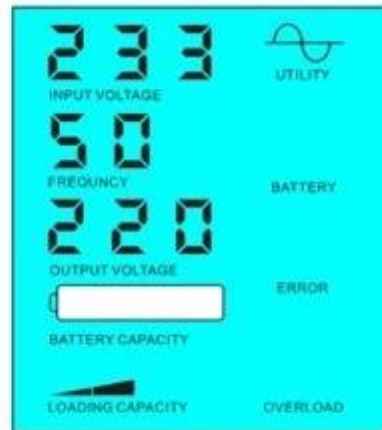 233
INPUT VOLTAGE
UTILITY
50
FREQUNCY
BATTERY
220
OUTPUT VOLTAGE
ERROR
BATTERY CAPACITY
LOADING CAPACITY
OVERLOAD